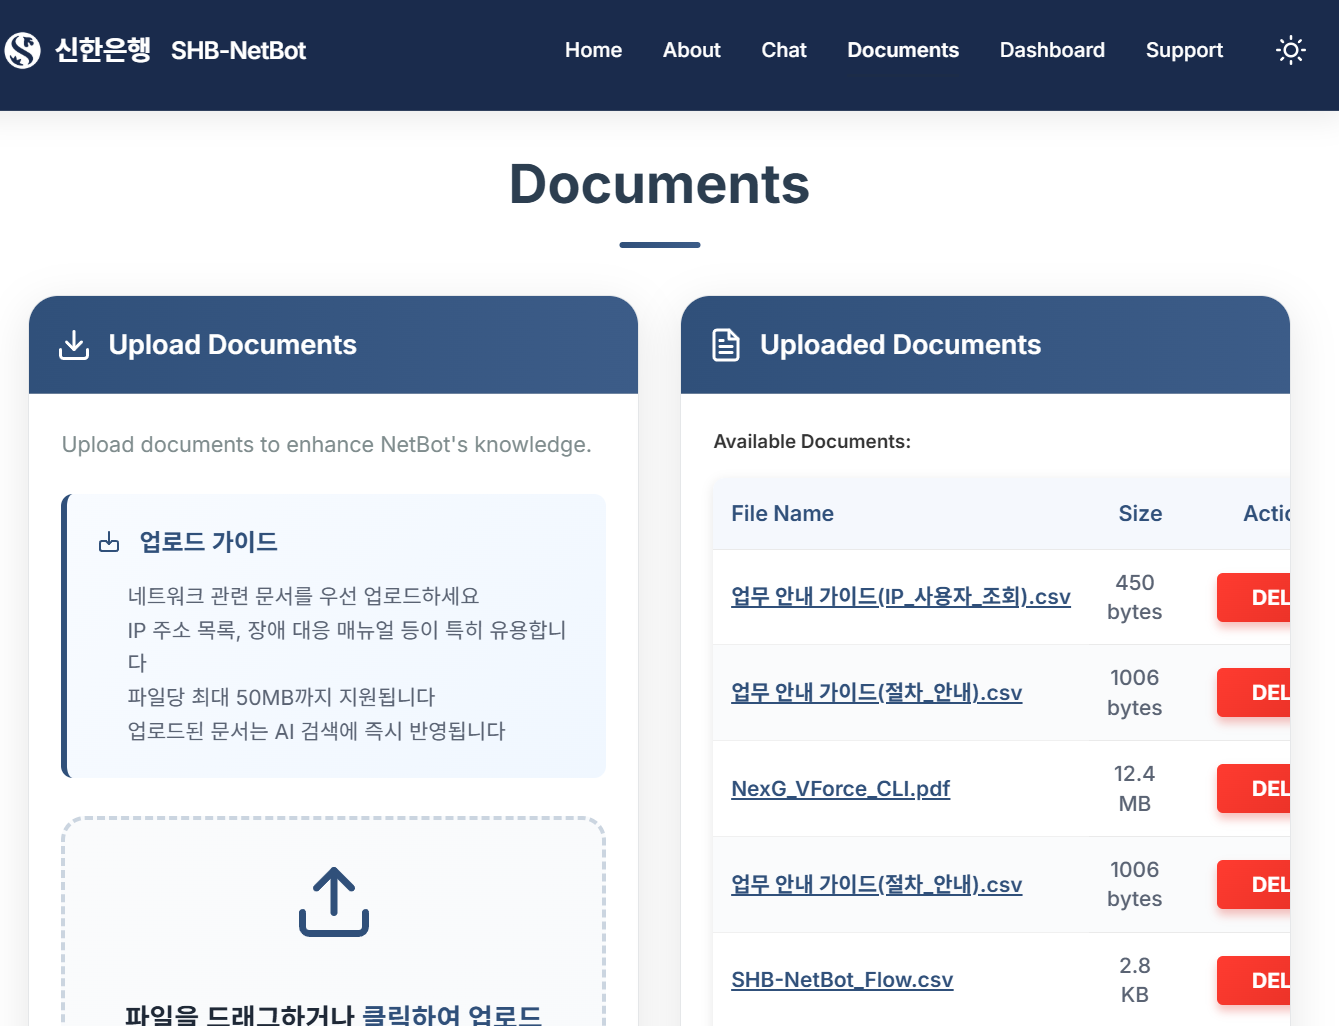 신한은행 SHB-NetBot Home About Chat Documents Dashboard Support
Documents
Upload Documents
Upload documents to enhance NetBot's knowledge.
업로드 가이드
네트워크 관련 문서를 우선 업로드하세요
IP 주소 목록, 장애 대응 매뉴얼 등이 특히 유용합니
다
파일당 최대 50MB까지 지원됩니다
업로드된 문서는 AI 검색에 즉시 반영됩니다
파일을 드래그하거나 클릭하여 업로드
Uploaded Documents
Available Documents:
File Name Size Actio
업무 안내 가이드(IP_사용자_조회).csv 450 bytes DEL
업무 안내 가이드(절차_안내).csv 1006 bytes DEL
NexG_VForce_CLI.pdf 12.4 MB DEL
업무 안내 가이드(절차_안내).csv 1006 bytes DEL
SHB-NetBot_Flow.csv 2.8 KB DEL